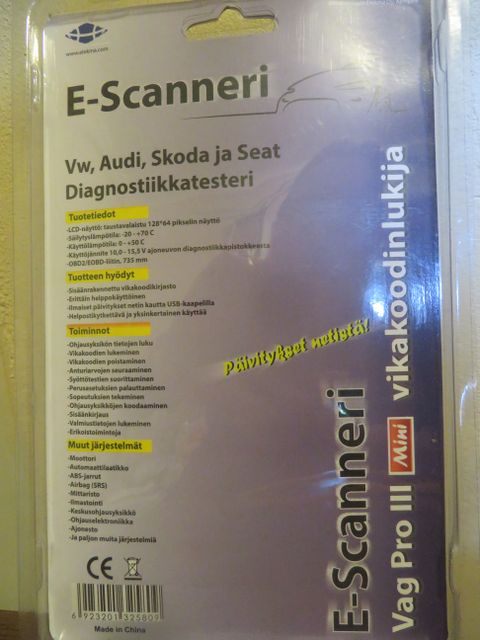 www.atekina.com
E-Scanneri
Vw, Audi, Skoda ja Seat
Diagnostiikkatesteri
Tuotetiedot
-LCD-näyttö: taustavalaistu 128*64 pikselin näyttö
-Säilytyslämpötila: -20 - +70 C
-Käyttölämpötila: 0 - +50 C
-Käyttöjännite 10,0 - 15,5 V ajoneuvon diagnostiikkapistokkeesta
-OBD2/EOBD-liitin, 735 mm
Tuotteen hyödyt
-Sisäänrakennettu vikakoodikirjasto
-Erittäin helppokäyttöinen
-Ilmaiset päivitykset netin kautta USB-kaapelilla
-Helpostikytkettävä ja yksinkertainen käyttää
Toiminnot
-Ohjausyksikön tietojen luku
-Vikakoodien lukeminen
-Vikakoodien poistaminen
-Anturiarvojen seuraaminen
-Syöttötestien suorittaminen
-Perusasetuksien palauttaminen
-Sopeutuksien tekeminen
-Ohjausyksikköjen koodaaminen
-Sisäänkirjaus
-Valmiustietojen lukeminen
-Erikoistoimintoja
Muut järjestelmät
-Moottori
-Automaattilaatikko
-ABS-jarrut
-Airbag (SRS)
-Mittaristo
-Ilmastointi
-Keskusohjausyksikkö
-Ohjauselektroniikka
-Ajonesto
-Ja paljon muita järjestelmiä
Päivitykset netistä!
E-Scanneri
Vag Pro III Mini vikakoodinlukija
CE
6 923201 325809
Made in China